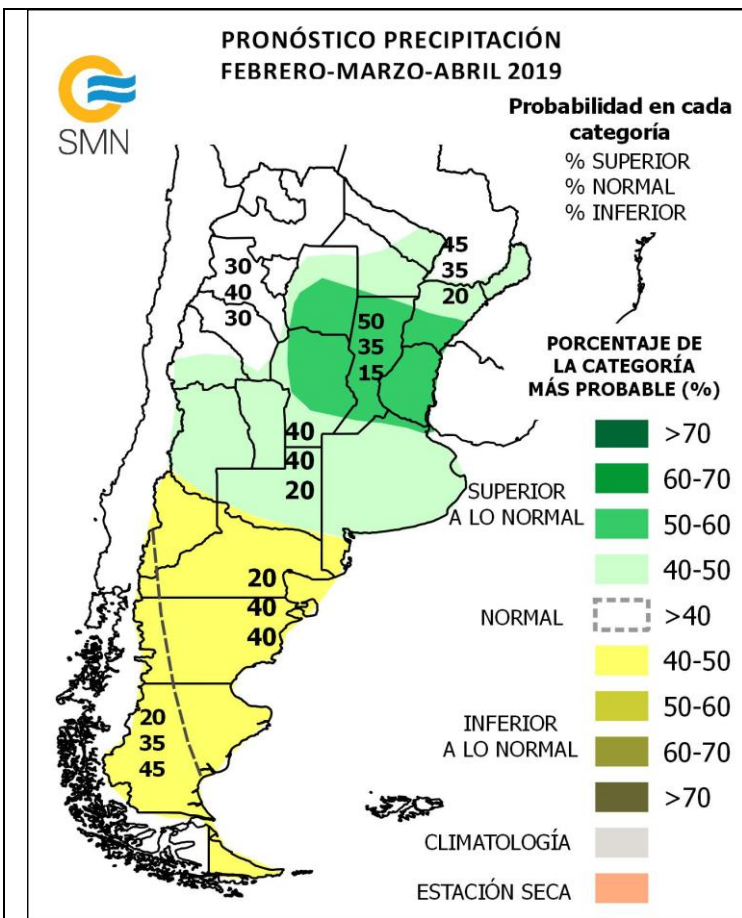 PRONÓSTICO PRECIPITACIÓN
FEBRERO-MARZO-ABRIL 2019
SMN
Probabilidad en cada
categoría
% SUPERIOR
% NORMAL
% INFERIOR
45
35
20
30
40
30
50
35
15
40
40
20
20
40
40
20
35
45
PORCENTAJE DE
LA CATEGORÍA
MÁS PROBABLE (%)
SUPERIOR
A LO NORMAL
>70
60-70
50-60
40-50
NORMAL
>40
INFERIOR
A LO NORMAL
40-50
50-60
60-70
>70
CLIMATOLOGÍA
ESTACIÓN SECA